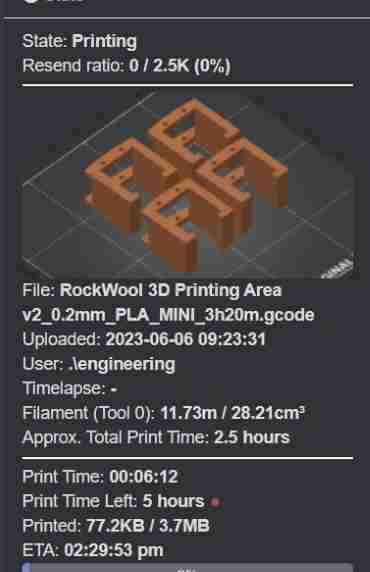 State: Printing
Resend ratio: 0 / 2.5K (0%)
File: RockWool 3D Printing Area
v2_0.2mm_PLA_MINI_3h20m.gcode
Uploaded: 2023-06-06 09:23:31
User: .\engineering
Timelapse: -
Filament (Tool 0): 11.73m / 28.21cm³
Approx. Total Print Time: 2.5 hours
Print Time: 00:06:12
Print Time Left: 5 hours
Printed: 77.2KB / 3.7MB
ETA: 02:29:53 pm